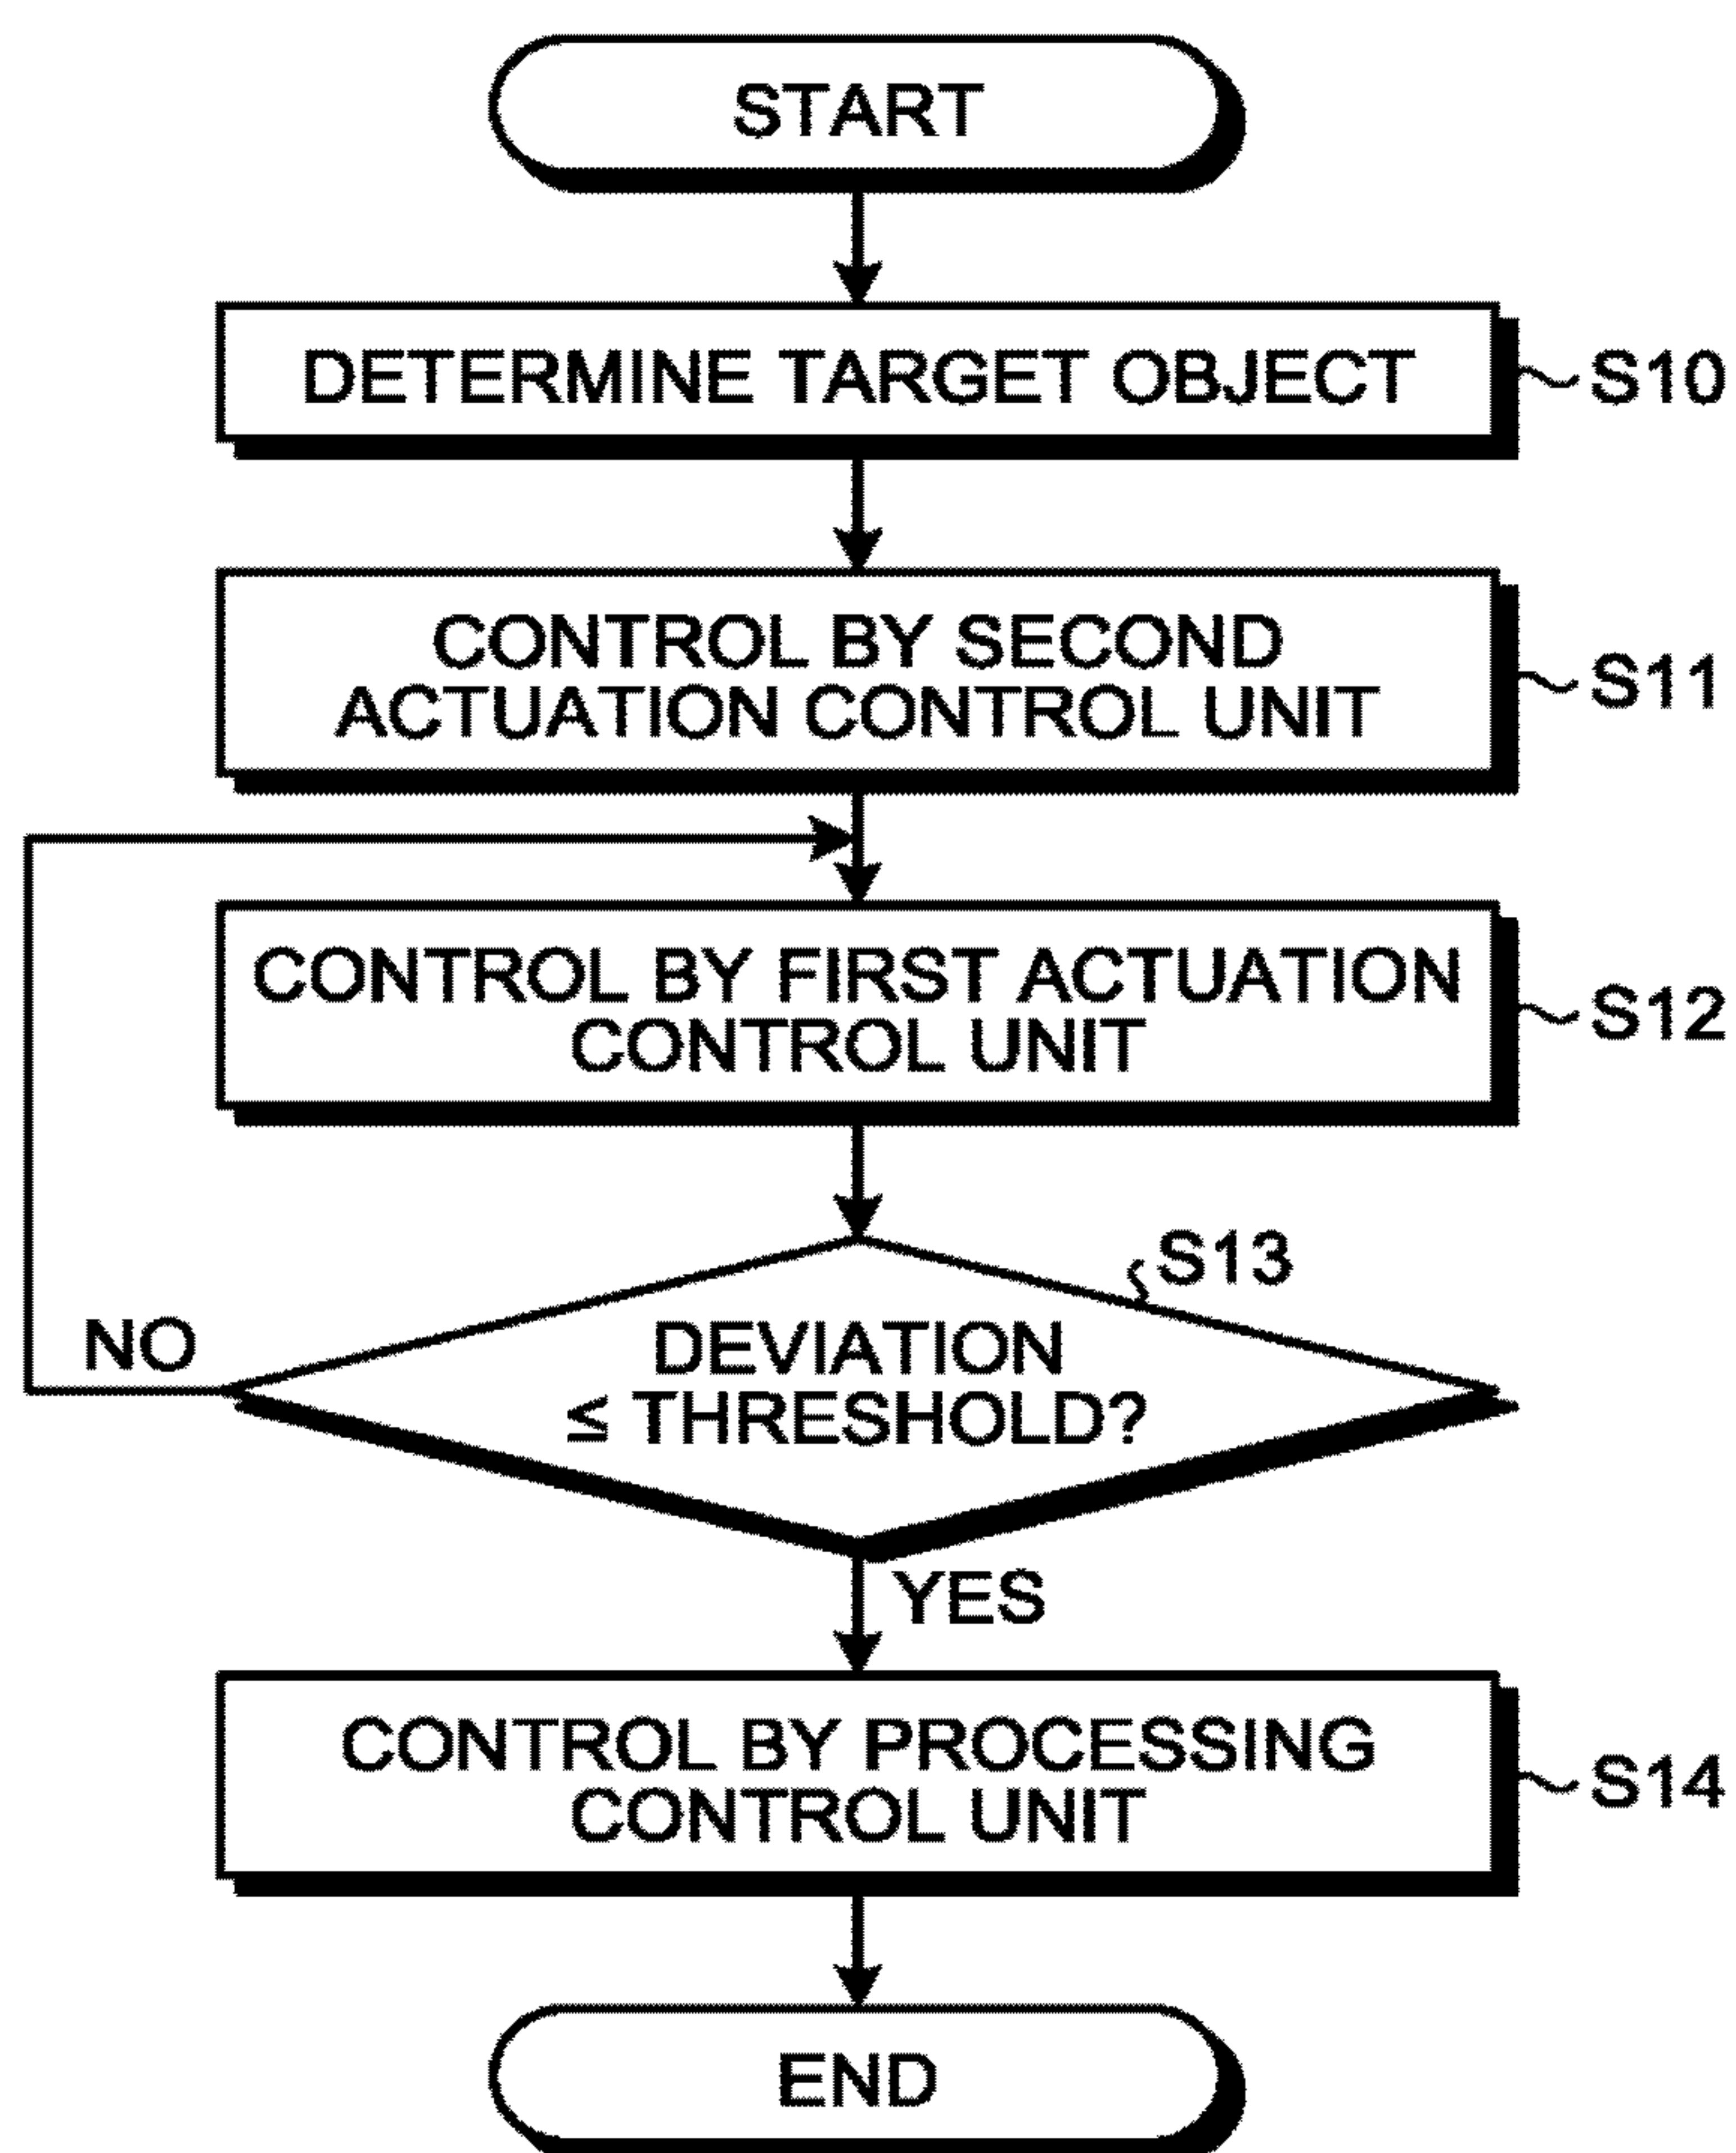 START
DETERMINE TARGET OBJECT
S10
CONTROL BY SECOND
ACTUATION CONTROL UNIT
S11
CONTROL BY FIRST ACTUATION
CONTROL UNIT
S12
S13
DEVIATION
≤ THRESHOLD?
NO
YES
CONTROL BY PROCESSING
CONTROL UNIT
S14
END